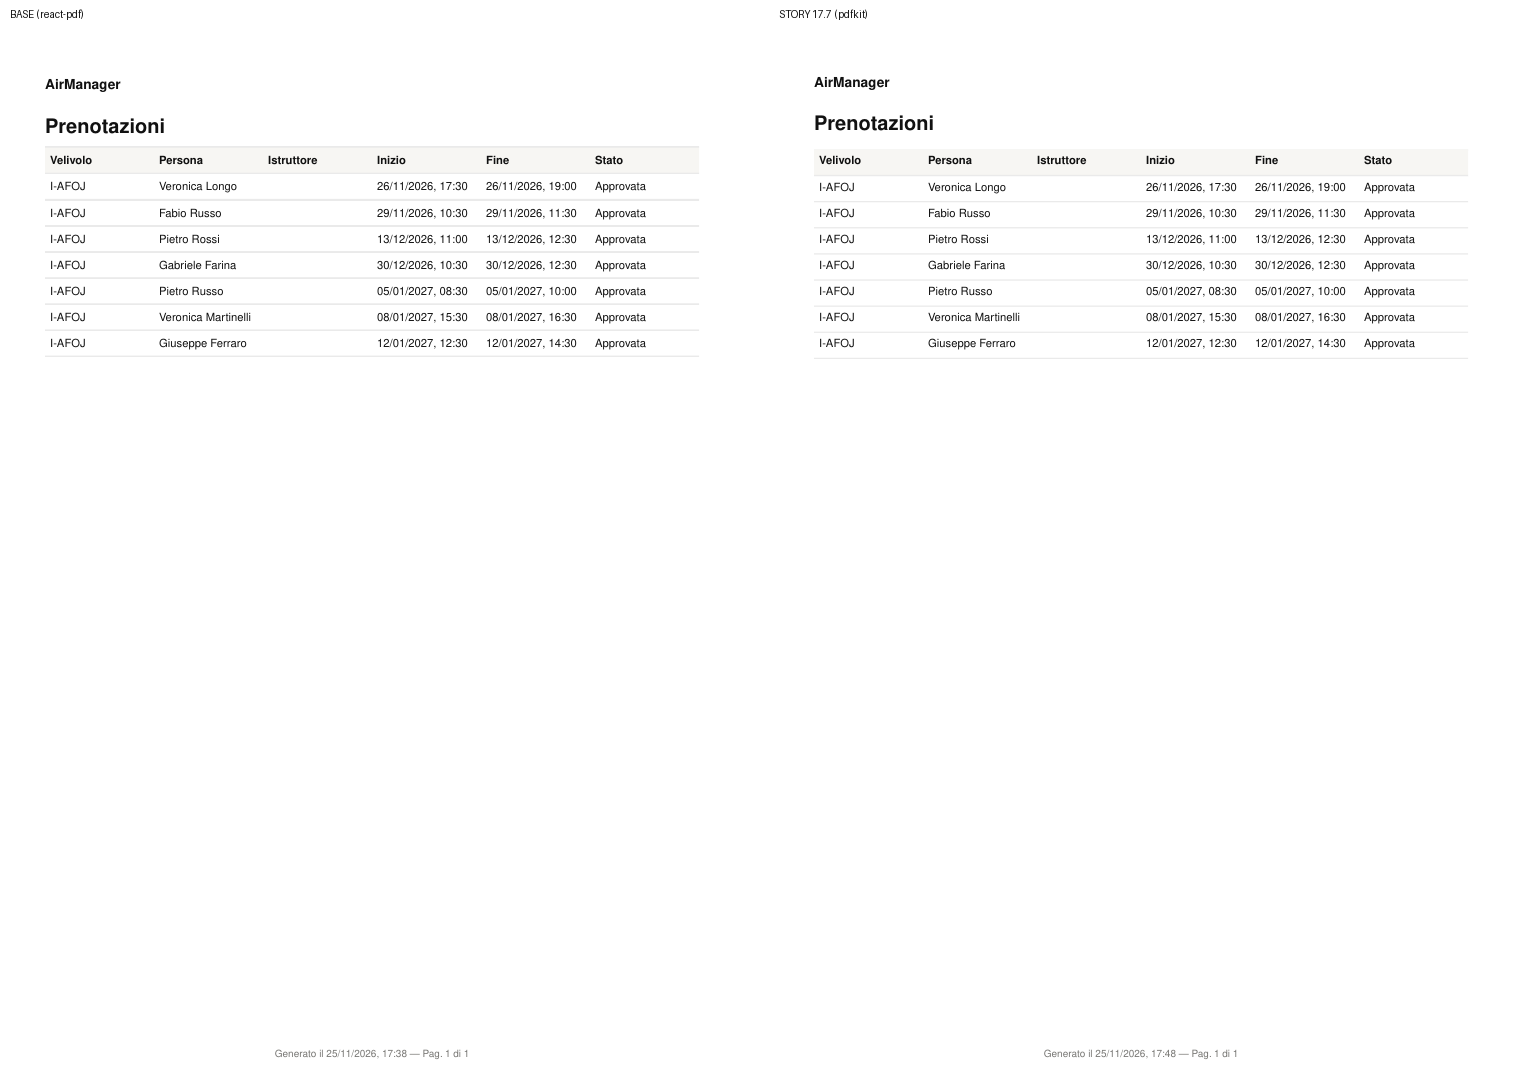 BASE (react-pdf)
AirManager
Prenotazioni
Velivolo Persona Istruttore Inizio Fine Stato
I-AFOJ Veronica Longo 26/11/2026, 17:30 26/11/2026, 19:00 Approvata
I-AFOJ Fabio Russo 29/11/2026, 10:30 29/11/2026, 11:30 Approvata
I-AFOJ Pietro Rossi 13/12/2026, 11:00 13/12/2026, 12:30 Approvata
I-AFOJ Gabriele Farina 30/12/2026, 10:30 30/12/2026, 12:30 Approvata
I-AFOJ Pietro Russo 05/01/2027, 08:30 05/01/2027, 10:00 Approvata
I-AFOJ Veronica Martinelli 08/01/2027, 15:30 08/01/2027, 16:30 Approvata
I-AFOJ Giuseppe Ferraro 12/01/2027, 12:30 12/01/2027, 14:30 Approvata
Generato il 25/11/2026, 17:38 — Pag. 1 di 1
STORY 17.7 (pdfkit)
AirManager
Prenotazioni
Velivolo Persona Istruttore Inizio Fine Stato
I-AFOJ Veronica Longo 26/11/2026, 17:30 26/11/2026, 19:00 Approvata
I-AFOJ Fabio Russo 29/11/2026, 10:30 29/11/2026, 11:30 Approvata
I-AFOJ Pietro Rossi 13/12/2026, 11:00 13/12/2026, 12:30 Approvata
I-AFOJ Gabriele Farina 30/12/2026, 10:30 30/12/2026, 12:30 Approvata
I-AFOJ Pietro Russo 05/01/2027, 08:30 05/01/2027, 10:00 Approvata
I-AFOJ Veronica Martinelli 08/01/2027, 15:30 08/01/2027, 16:30 Approvata
I-AFOJ Giuseppe Ferraro 12/01/2027, 12:30 12/01/2027, 14:30 Approvata
Generato il 25/11/2026, 17:48 — Pag. 1 di 1